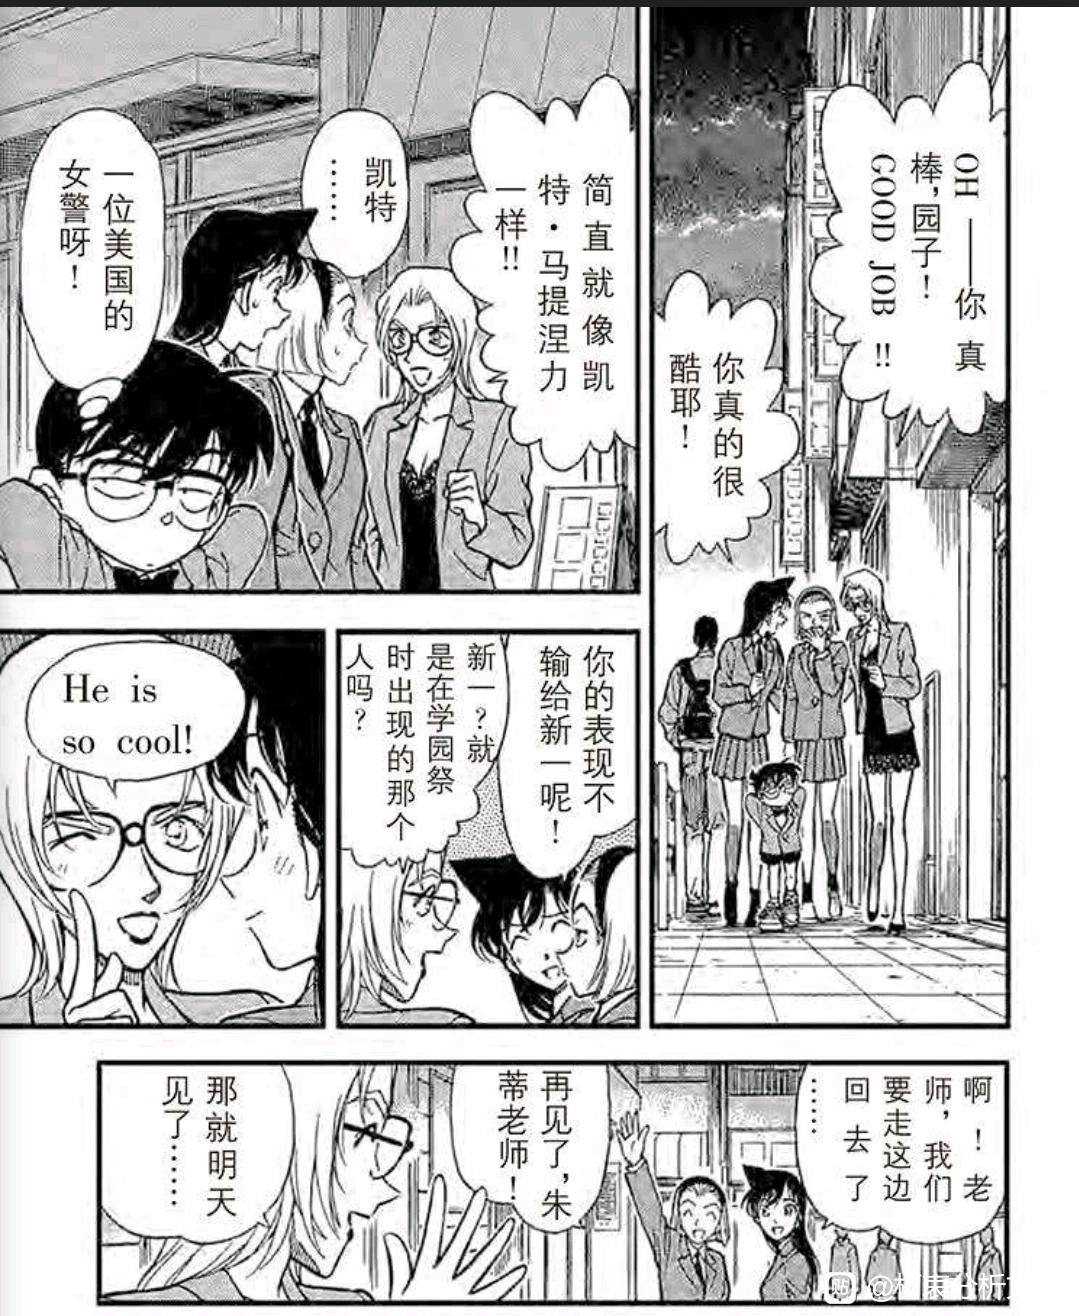 OH——你真
棒，园子！
GOOD JOB !!
你真的很
酷耶！
简直就像凯
特·马提涅力
一样!!
凯特
……
一位美国的
女警呀！
你的表现不
输给新一呢！
新一？就
是在学园祭
时出现的那个
人吗？
He is
so cool!
啊！老
师，我们
要走这边
回去了
……
再见了，朱
蒂老师！
那就明天
见了……
贴